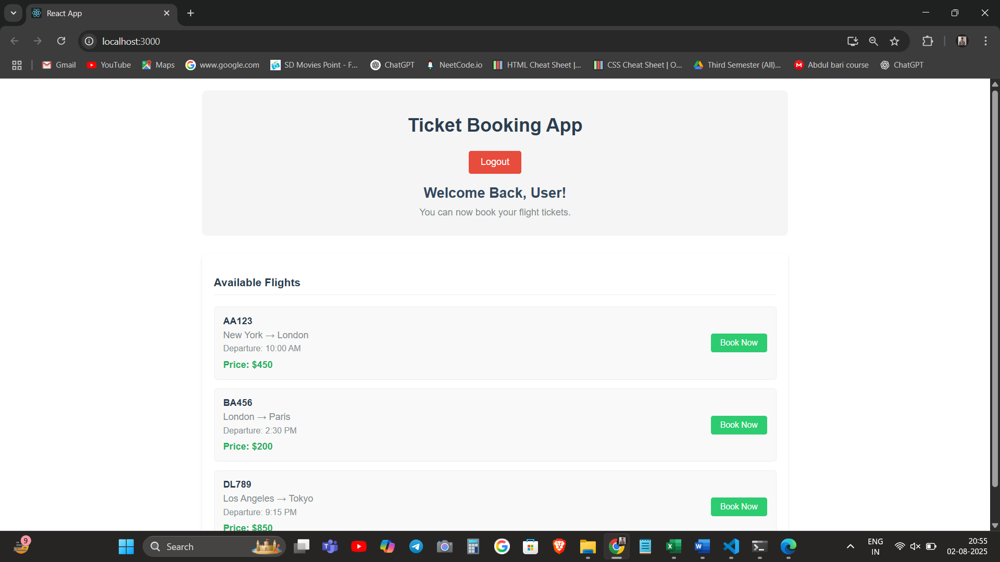 React App
localhost:3000
Gmail
YouTube
Maps
www.google.com
SD Movies Point - F...
ChatGPT
NeetCode.io
HTML Cheat Sheet |...
CSS Cheat Sheet | O...
Third Semester (All)...
Abdul bari course
ChatGPT
Ticket Booking App
Logout
Welcome Back, User!
You can now book your flight tickets.
Available Flights
AA123
New York → London
Departure: 10:00 AM
Price: $450
Book Now
BA456
London → Paris
Departure: 2:30 PM
Price: $200
Book Now
DL789
Los Angeles → Tokyo
Departure: 9:15 PM
Price: $850
Book Now
9
Search
ENG
IN
20:55
02-08-2025